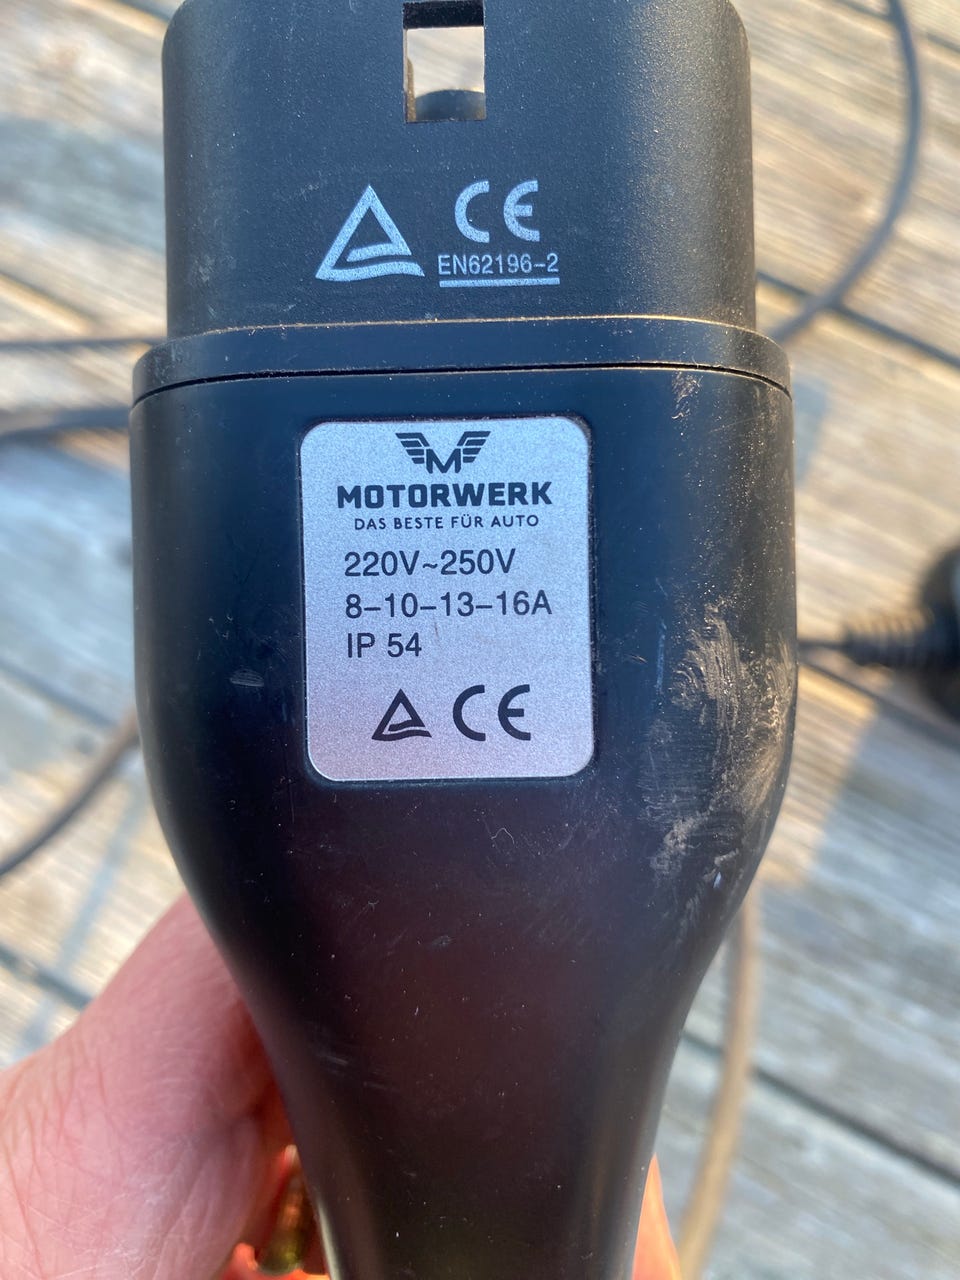 CE
EN62196-2
M
MOTORWERK
DAS BESTE FÜR AUTO
220V~250V
8-10-13-16A
IP 54
CE